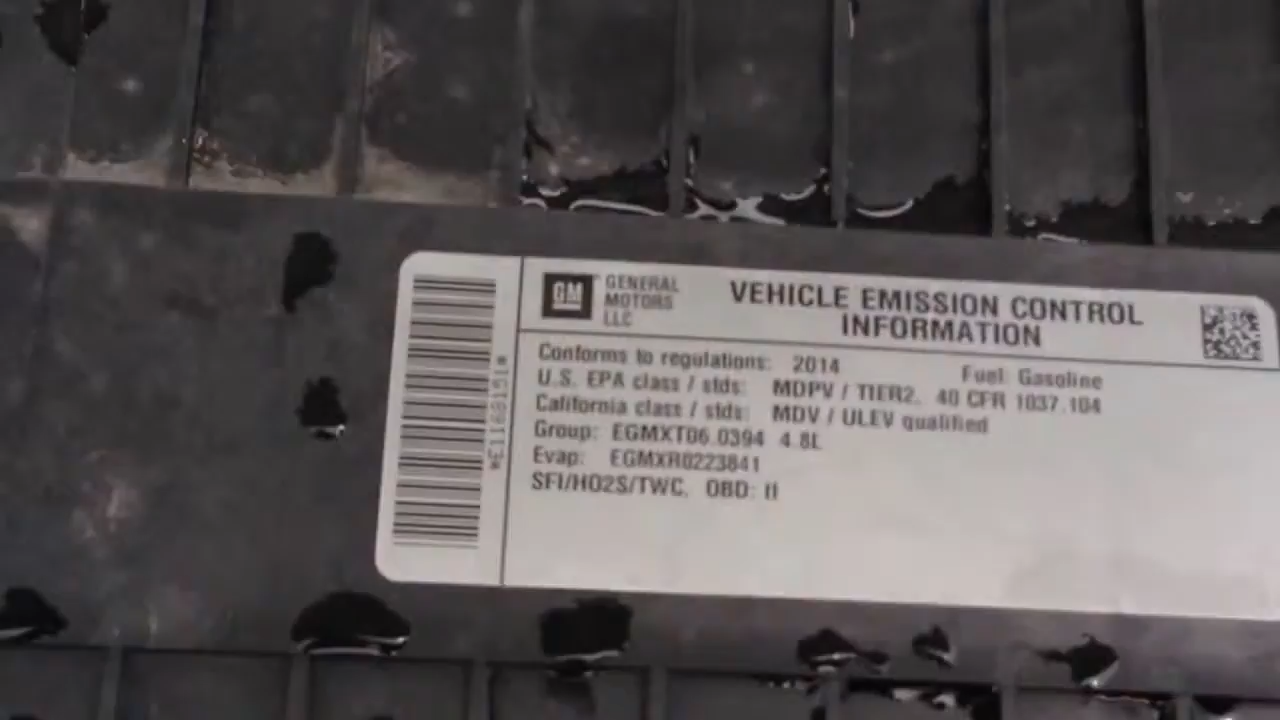 GM GENERAL
MOTORS
LLC
VEHICLE EMISSION CONTROL
INFORMATION
Conforms to regulations: 2014 Fuel: Gasoline
U.S. EPA class / stds: MDPV / TIER2, 40 CFR 1037.104
California class / stds: MDV / ULEV qualified
Group: EGMXT06.0394 4.8L
Evap: EGMXR0223841
SFI/HO2S/TWC, OBD: II